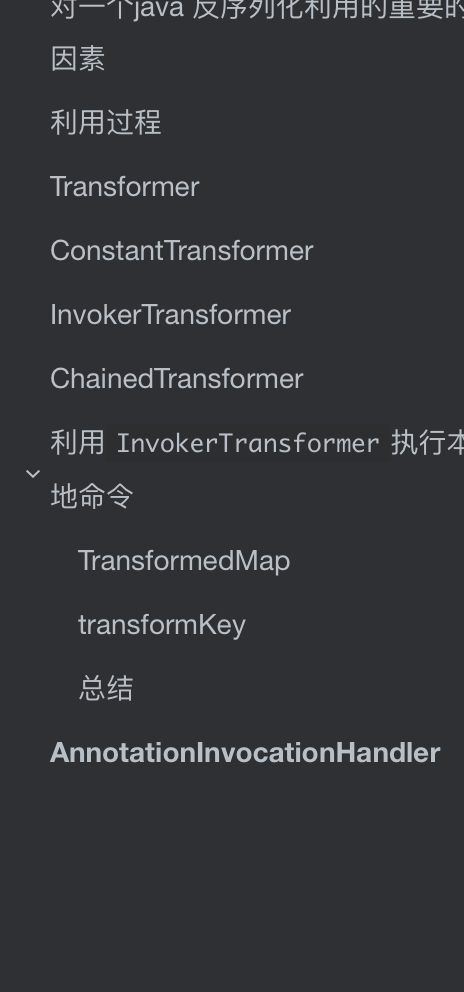 对一个java 反序列化利用的重要的
因素
利用过程
Transformer
ConstantTransformer
InvokerTransformer
ChainedTransformer
利用 InvokerTransformer 执行本
地命令
TransformedMap
transformKey
总结
AnnotationInvocationHandler